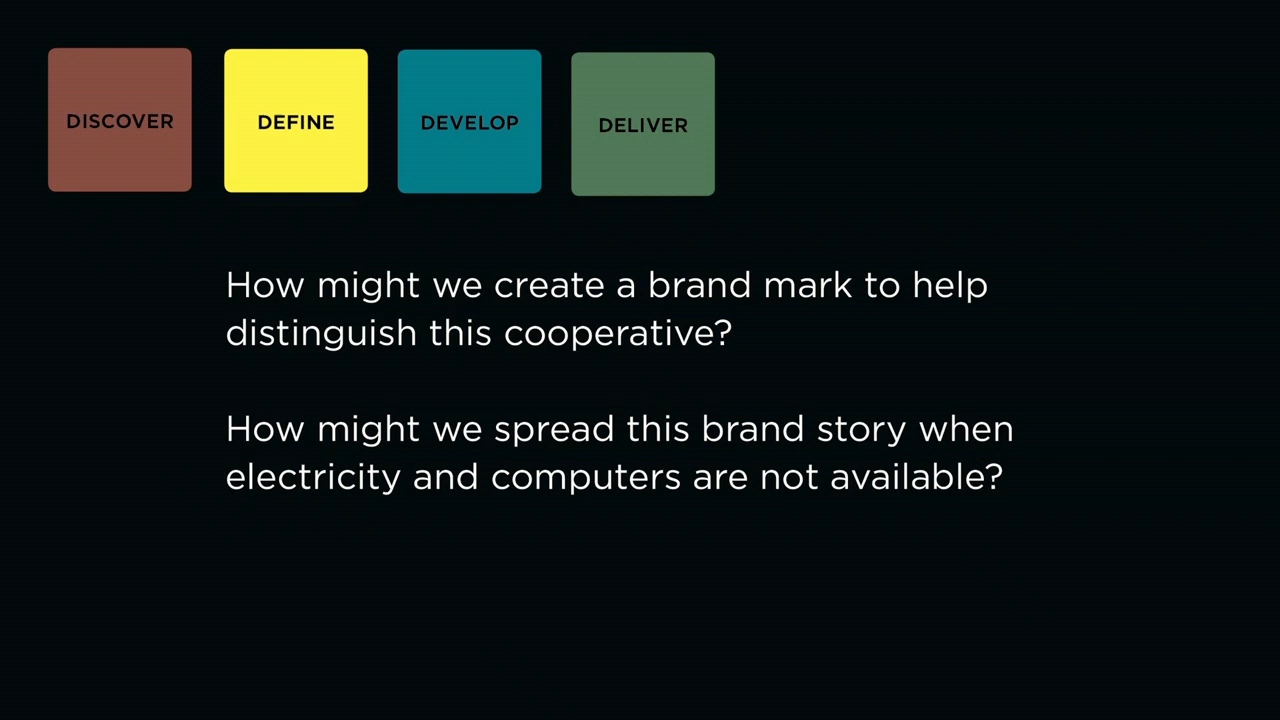 DISCOVER
DEFINE
DEVELOP
DELIVER
How might we create a brand mark to help
distinguish this cooperative?
How might we spread this brand story when
electricity and computers are not available?